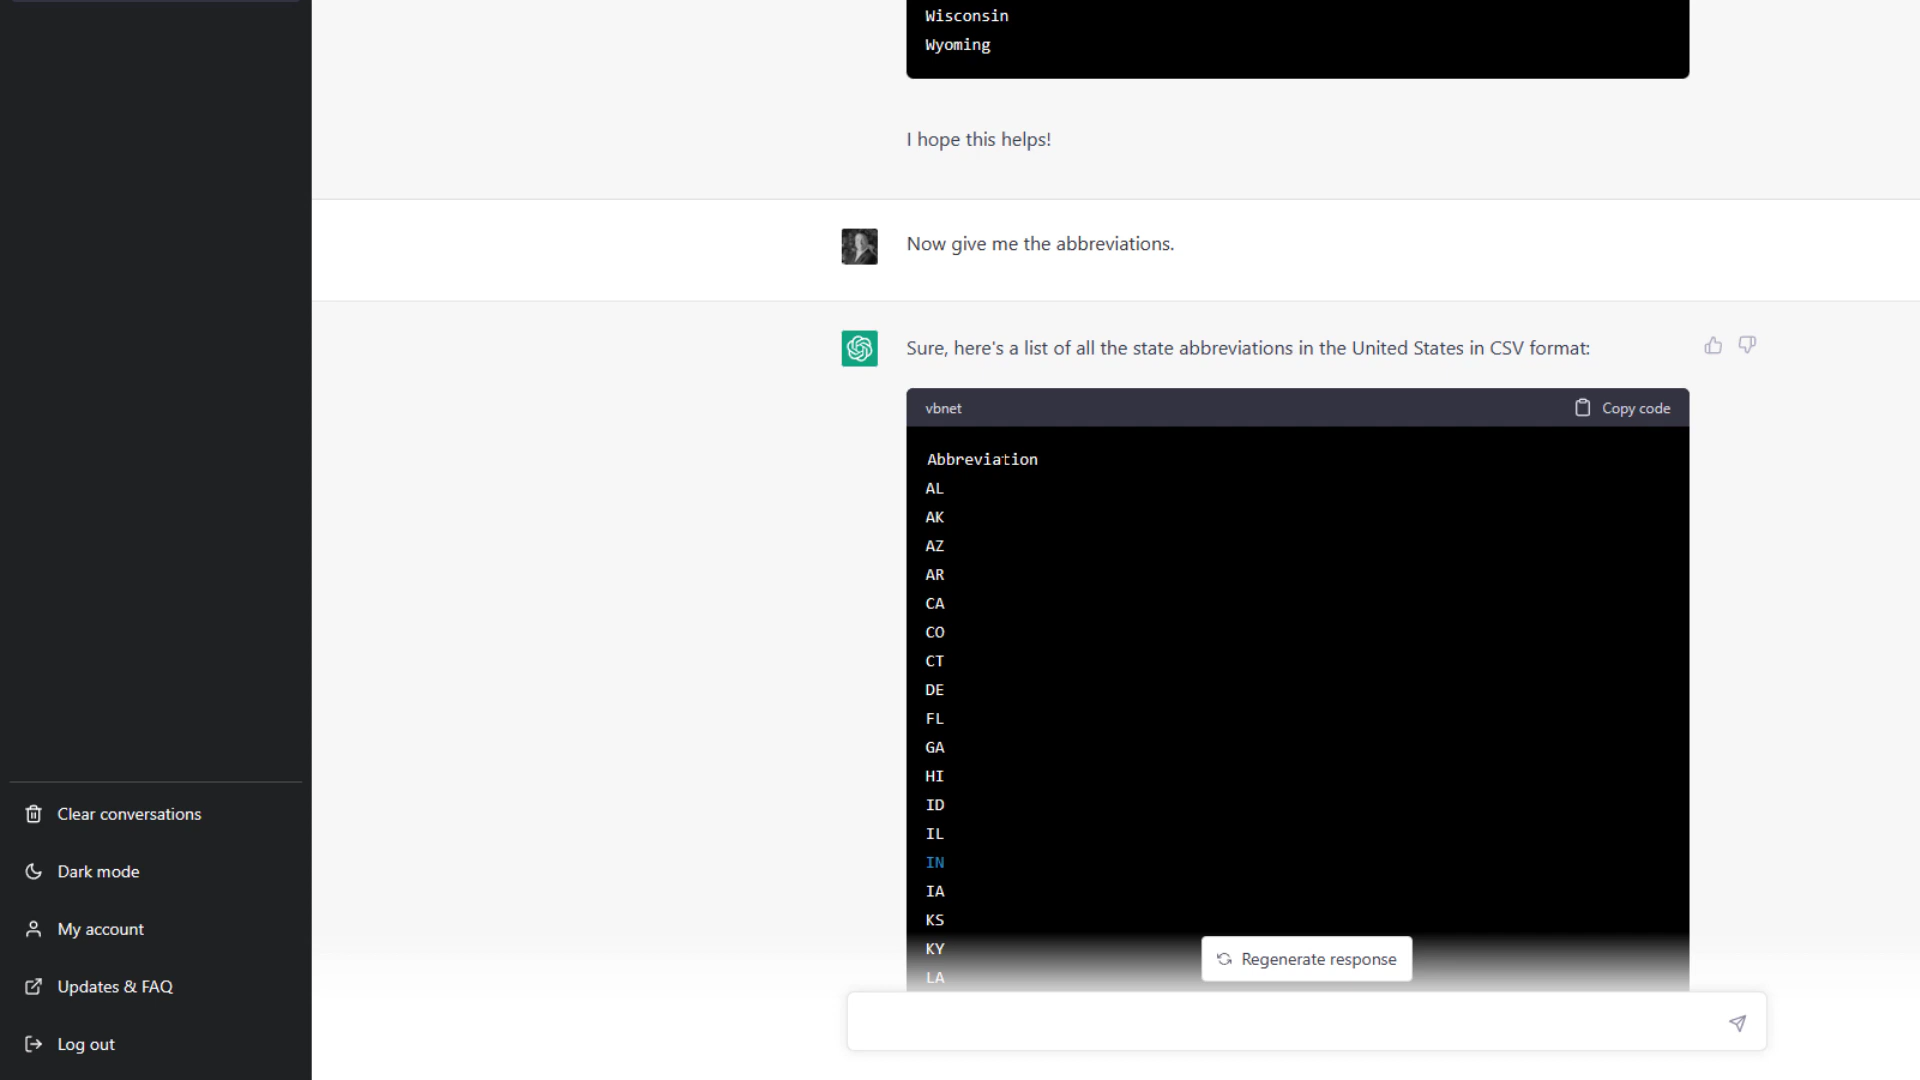 Wisconsin
Wyoming
I hope this helps!
Now give me the abbreviations.
Sure, here's a list of all the state abbreviations in the United States in CSV format:
vbnet
Copy code
Abbreviation
AL
AK
AZ
AR
CA
CO
CT
DE
FL
GA
HI
ID
IL
IN
IA
KS
KY
LA
Regenerate response
Clear conversations
Dark mode
My account
Updates & FAQ
Log out